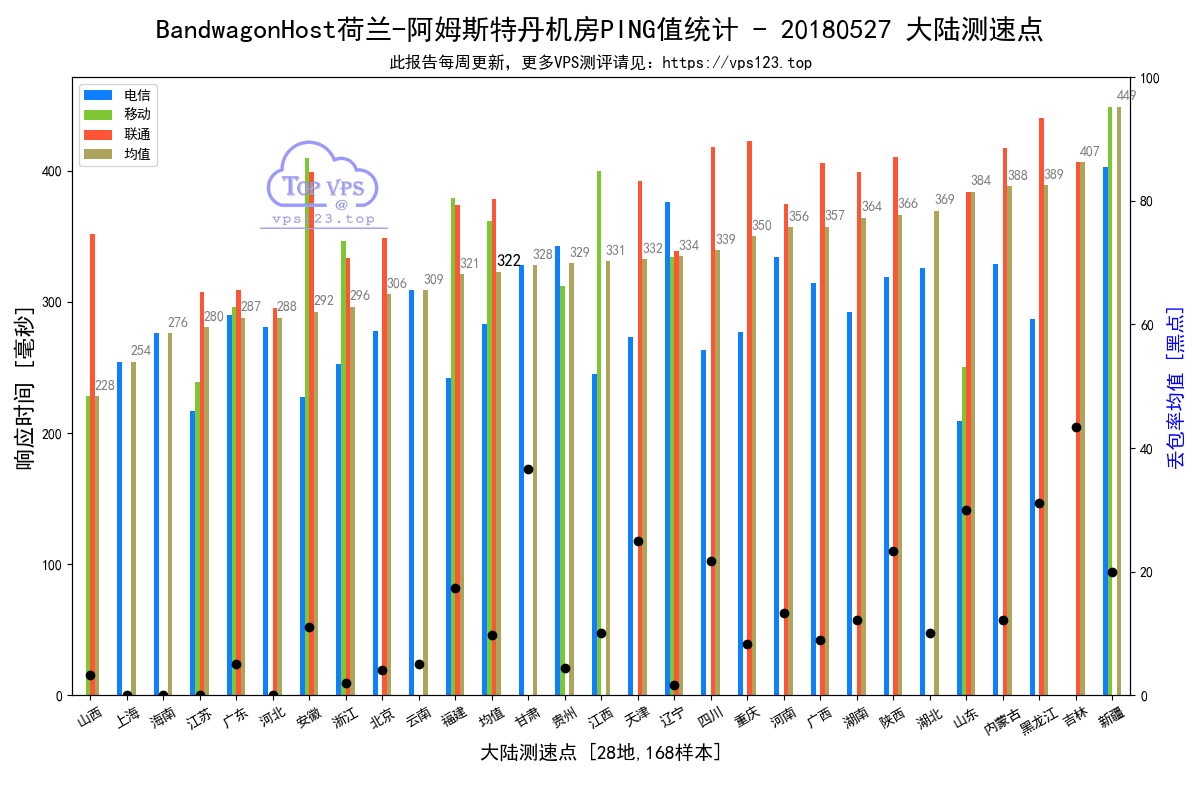 BandwagonHost荷兰-阿姆斯特丹机房PING值统计 - 20180527 大陆测速点
此报告每周更新，更多VPS测评请见：https://vps123.top
电信
移动
联通
均值
TOP VPS
@
vps123.top
响应时间 [毫秒]
400
300
200
100
0
228
254
276
280
287
288
292
296
306
309
321
322
328
329
331
332
334
339
350
356
357
364
366
369
384
388
389
407
449
100
80
60
40
20
0
丢包率均值 [黑点]
山西
上海
海南
江苏
广东
河北
安徽
浙江
北京
云南
福建
均值
甘肃
贵州
江西
天津
辽宁
四川
重庆
河南
广西
湖南
陕西
湖北
山东
内蒙古
黑龙江
吉林
新疆
大陆测速点 [28地,168样本]